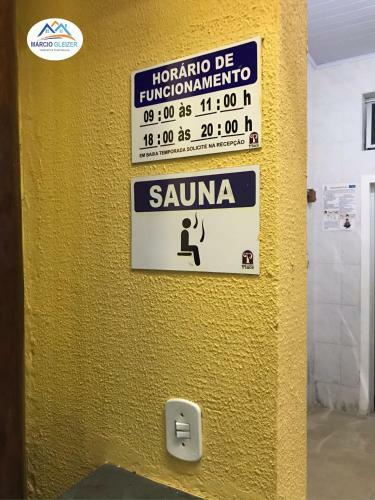 MÁRCIO GLEIZER
HORÁRIO DE
FUNCIONAMENTO
09:00 às 11:00 h
18:00 às 20:00 h
EM BAIXA TEMPORADA SOLICITE NA RECEPÇÃO
SAUNA